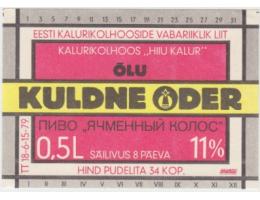 1 3 5 7 9 11 13 15 17 19 21 23 25 27 29 31
EESTI KALURIKOLHOOSIDE VABARIIKLIK LIIT
KALURIKOLHOOS „HIIU KALUR"
ÕLU
KULDNE ODER
ПИВО „ЯЧМЕННЫЙ КОЛОС"
0,5L SÄILIVUS 8 PÄEVA 11%
HIND PUDELITA 34 KOP.
TT 18-6-15-79
I II III IV V VI VII VIII IX X XI XII